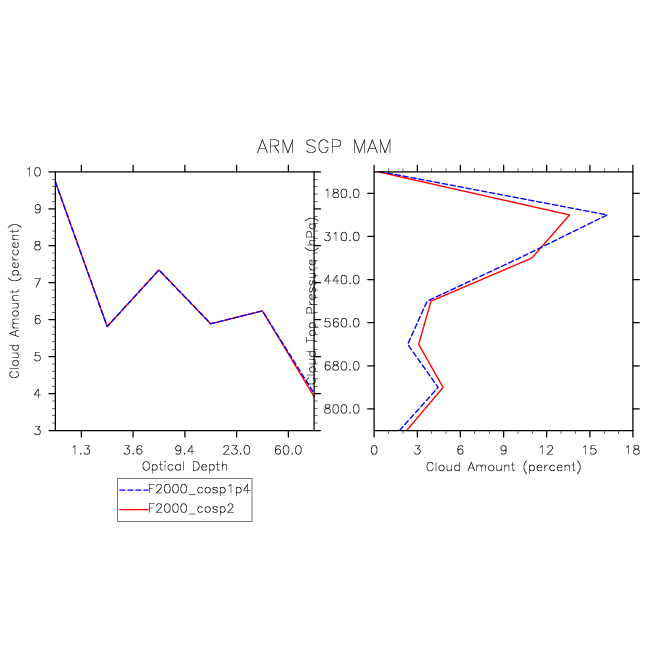 ARM SGP MAM
10
9
8
7
6
5
4
3
Cloud Amount (percent)
1.3 3.6 9.4 23.0 60.0
Optical Depth
Cloud Top Pressure (hPa)
180.0
310.0
440.0
560.0
680.0
800.0
0 3 6 9 12 15 18
Cloud Amount (percent)
F2000_cosp1p4
F2000_cosp2